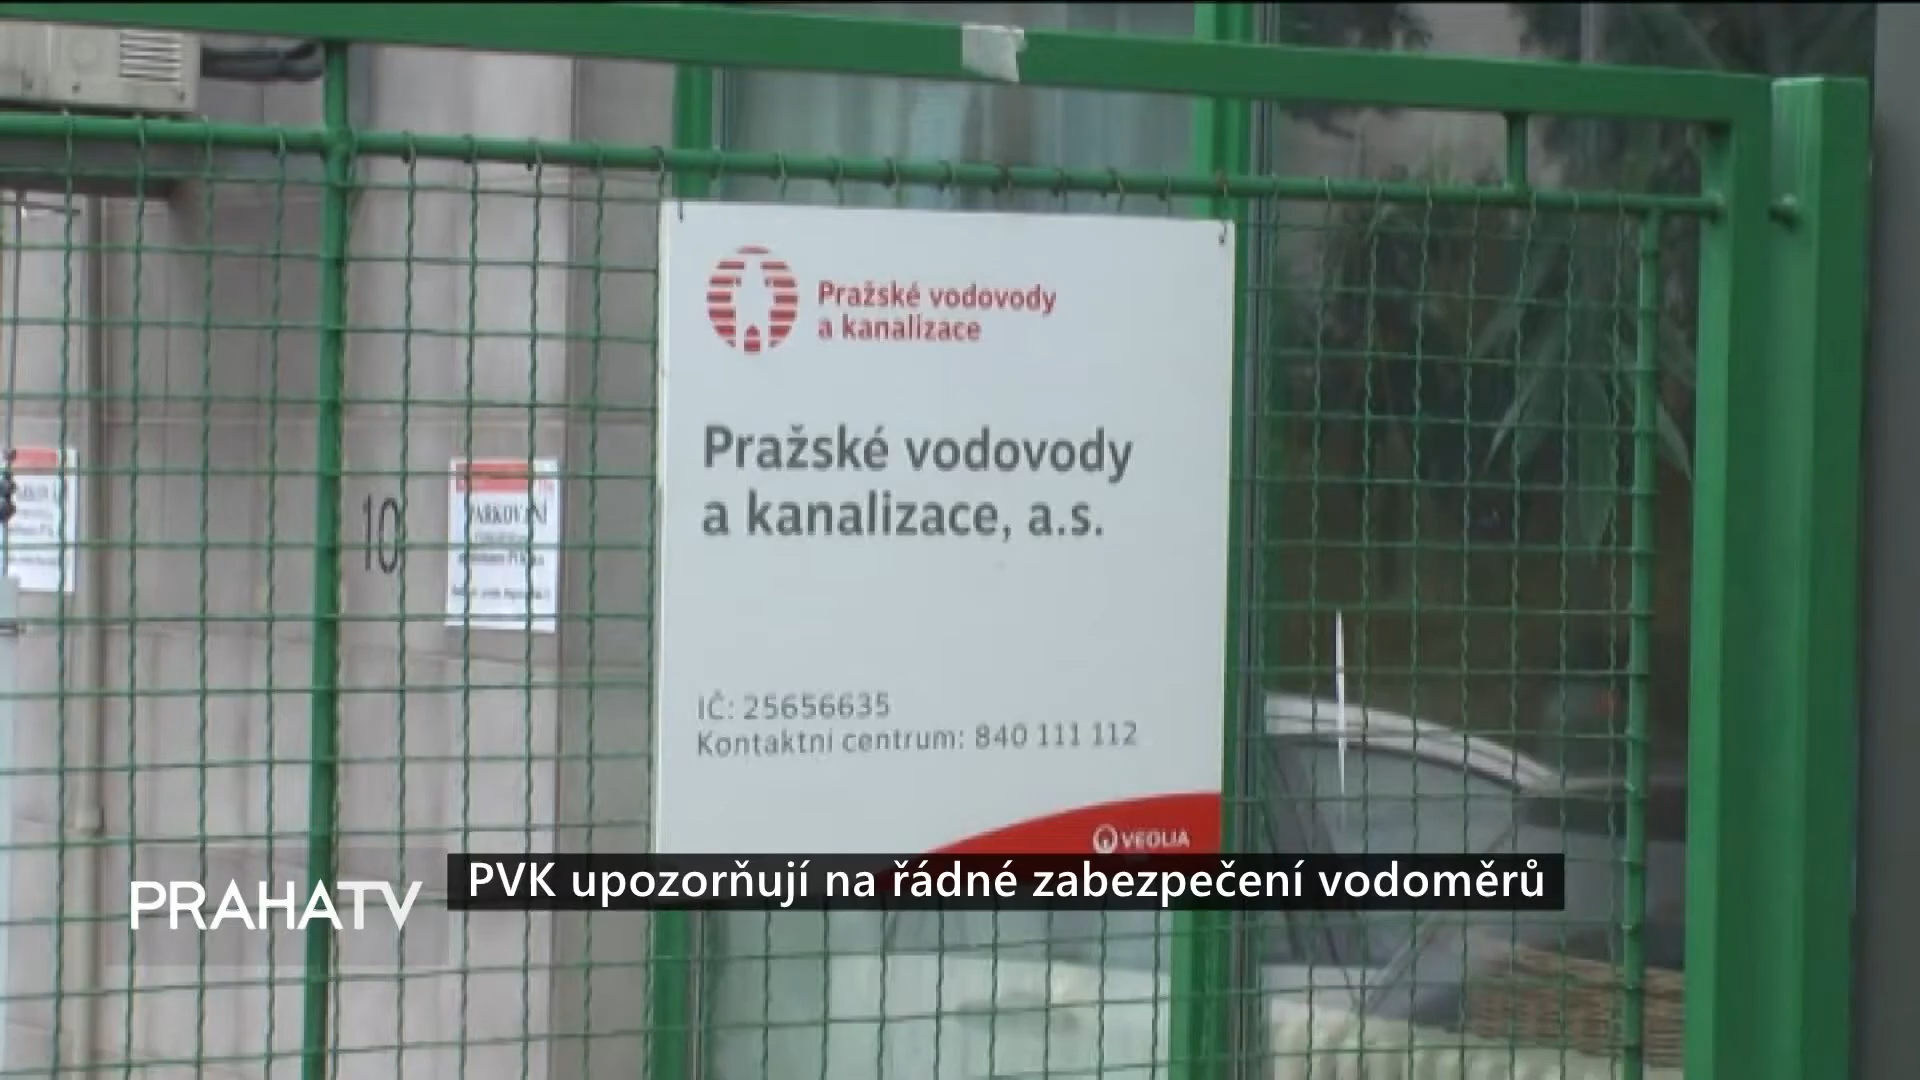 Pražské vodovody
a kanalizace
Pražské vodovody
a kanalizace, a.s.
10
PARKOVÁNÍ
IČ: 25656635
Kontaktní centrum: 840 111 112
VEOLIA
PVK upozorňují na řádné zabezpečení vodoměrů
PRAHATV